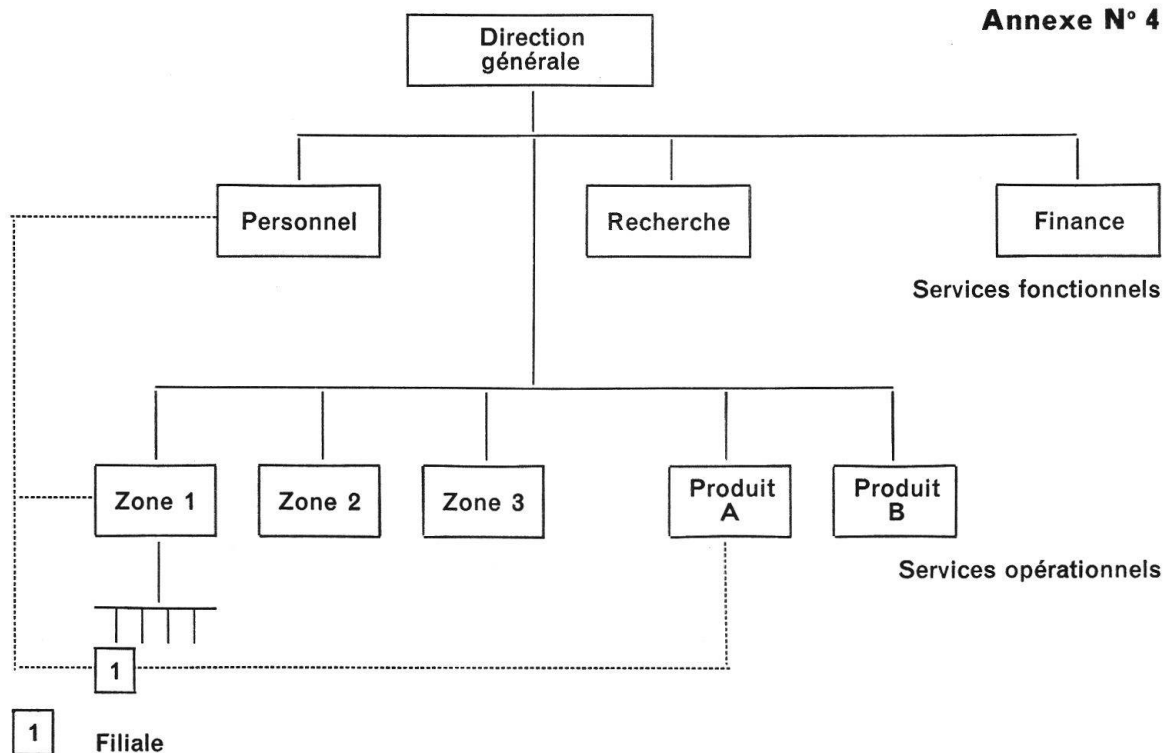 Annexe N° 4
Direction
générale
Personnel
Recherche
Finance
Services fonctionnels
Zone 1
Zone 2
Zone 3
Produit
A
Produit
B
Services opérationnels
1
1
Filiale